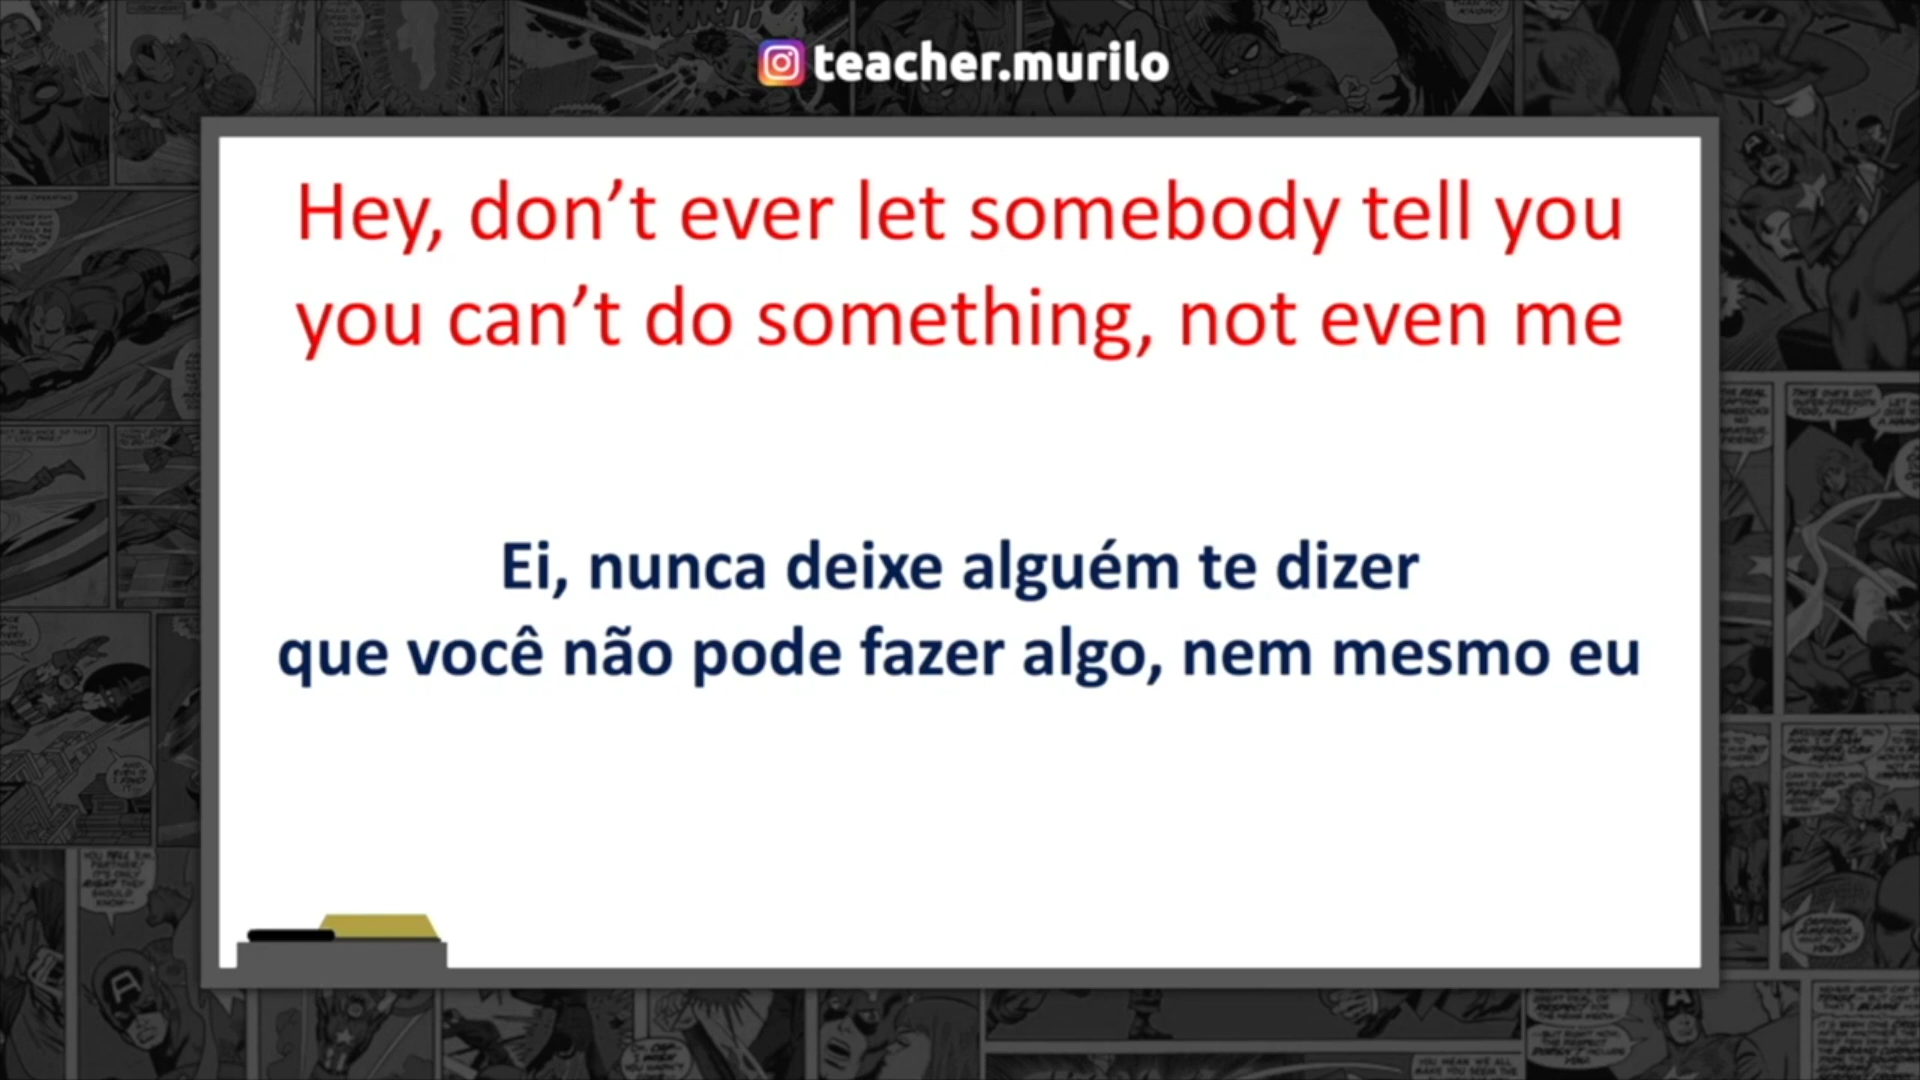 teacher.murilo
Hey, don’t ever let somebody tell you
you can’t do something, not even me
Ei, nunca deixe alguém te dizer
que você não pode fazer algo, nem mesmo eu